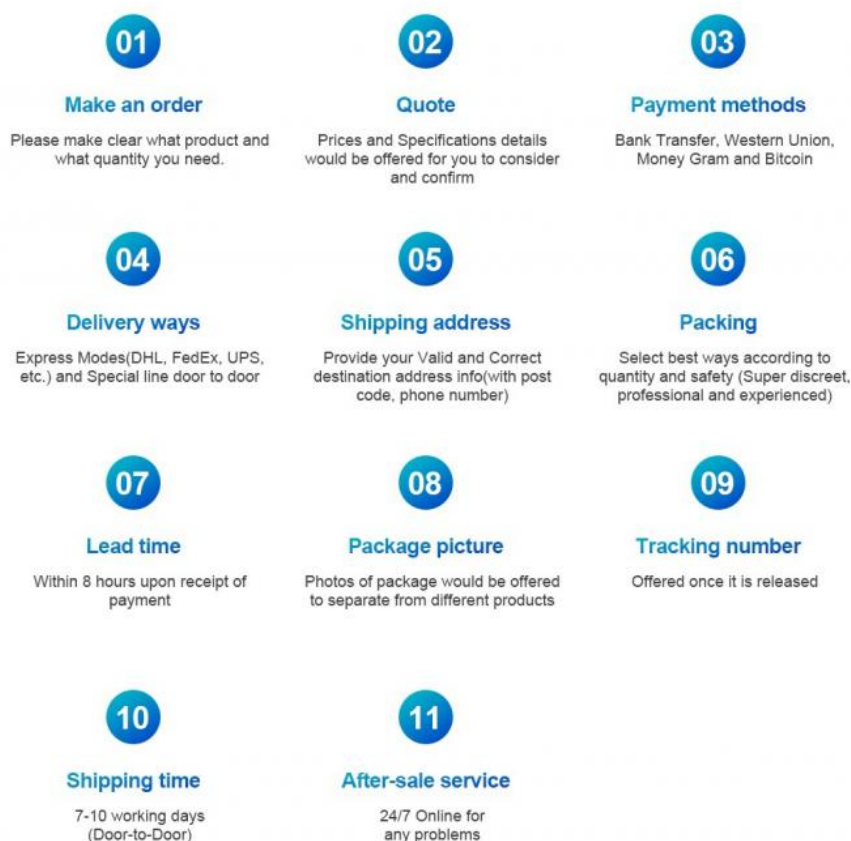 01
Make an order
Please make clear what product and
what quantity you need.
02
Quote
Prices and Specifications details
would be offered for you to consider
and confirm
03
Payment methods
Bank Transfer, Western Union,
Money Gram and Bitcoin
04
Delivery ways
Express Modes(DHL, FedEx, UPS,
etc.) and Special line door to door
05
Shipping address
Provide your Valid and Correct
destination address info(with post
code, phone number)
06
Packing
Select best ways according to
quantity and safety (Super discreet,
professional and experienced)
07
Lead time
Within 8 hours upon receipt of
payment
08
Package picture
Photos of package would be offered
to separate from different products
09
Tracking number
Offered once it is released
10
Shipping time
7-10 working days
(Door-to-Door)
11
After-sale service
24/7 Online for
any problems